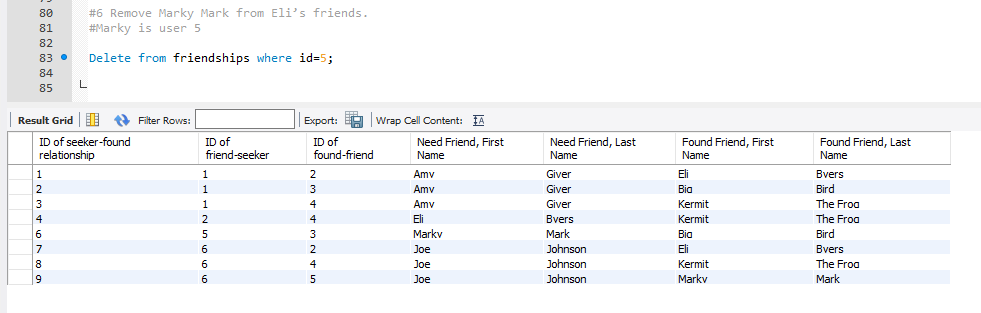 79
80 #6 Remove Marky Mark from Eli’s friends.
81 #Marky is user 5
82
83 Delete from friendships where id=5;
84
85
Result Grid Filter Rows: Export: Wrap Cell Content: IA
ID of seeker-found relationship ID of friend-seeker ID of found-friend Need Friend, First Name Need Friend, Last Name Found Friend, First Name Found Friend, Last Name
1 1 2 Amy Giver Eli Byers
2 1 3 Amy Giver Big Bird
3 1 4 Amy Giver Kermit The Frog
4 2 4 Eli Byers Kermit The Frog
6 5 3 Marky Mark Big Bird
7 6 2 Joe Johnson Eli Byers
8 6 4 Joe Johnson Kermit The Frog
9 6 5 Joe Johnson Marky Mark